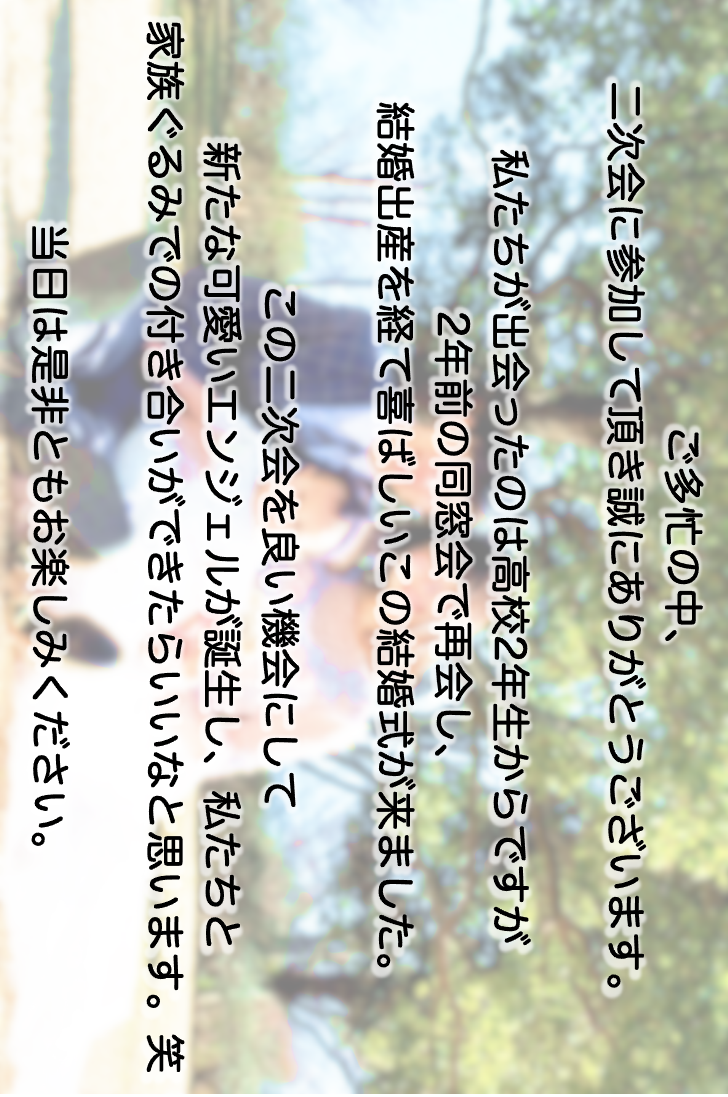 ご多忙の中、
二次会に参加して頂き誠にありがとうございます。
私たちが出会ったのは高校2年生からですが
2年前の同窓会で再会し、
結婚出産を経て喜ばしいこの結婚式が来ました。
この二次会を良い機会にして
新たな可愛いエンジェルが誕生し、私たちと
家族ぐるみでの付き合いができたらいいなと思います。笑
当日は是非ともお楽しみください。